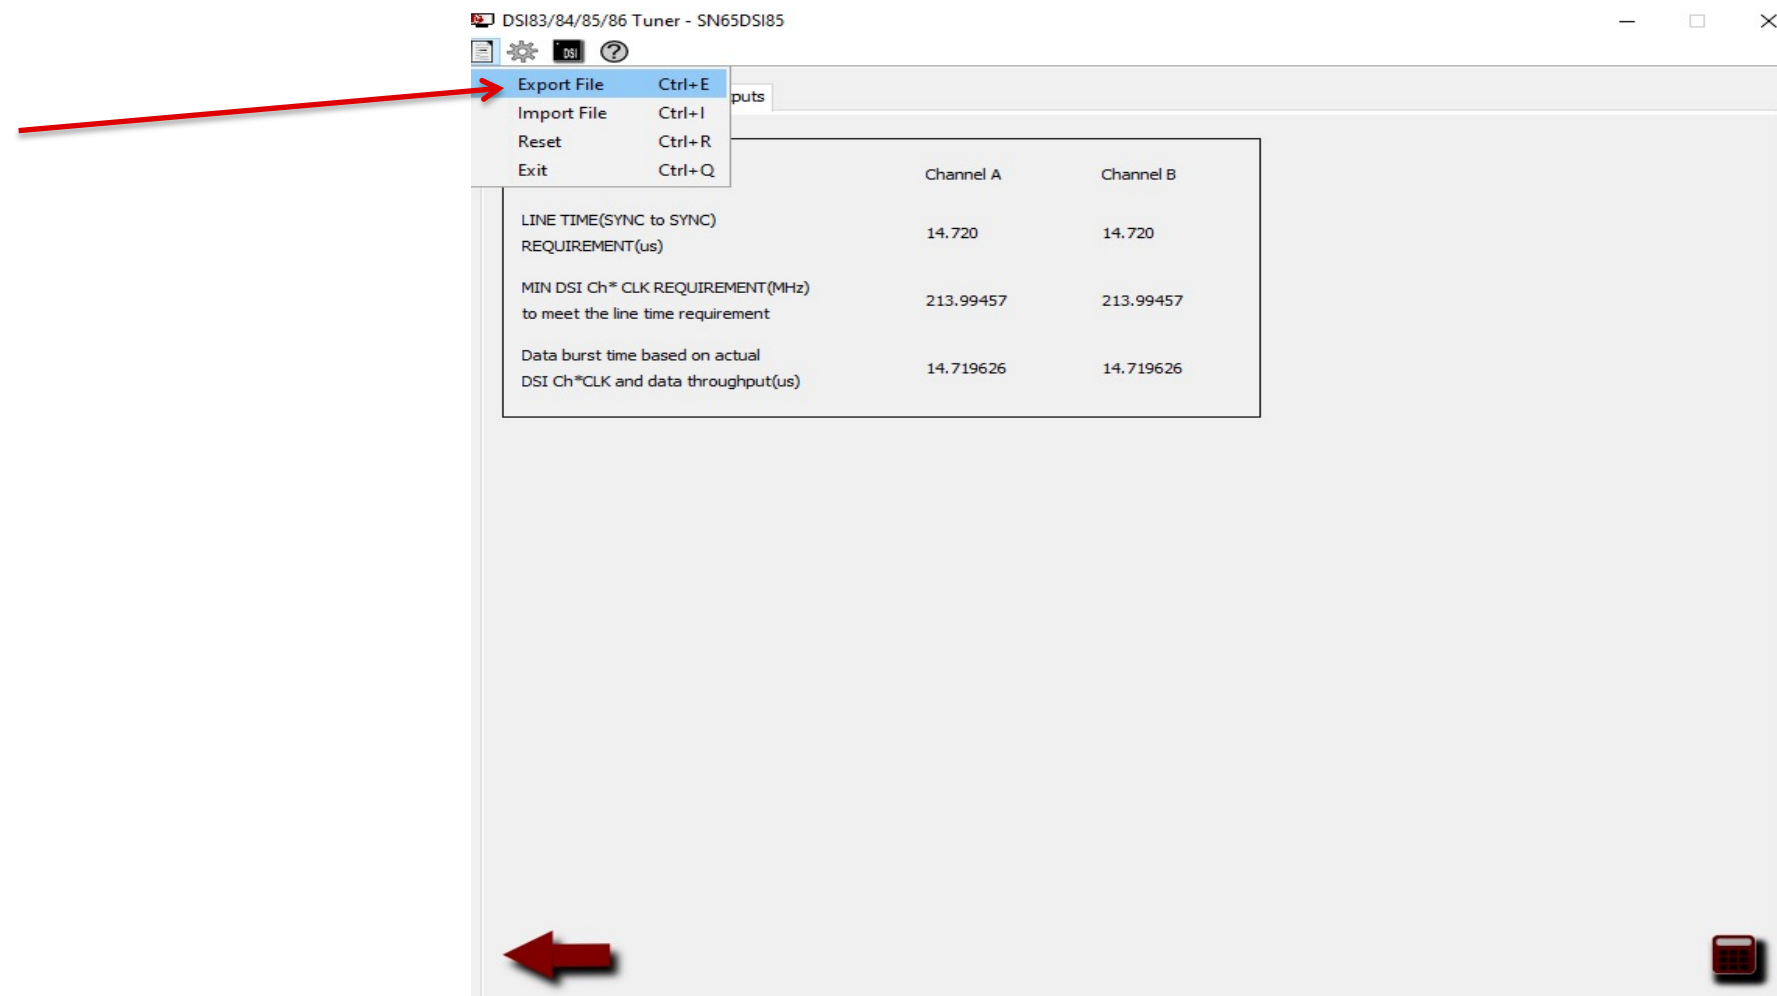 DSI83/84/85/86 Tuner - SN65DSI85
DSI
Export File Ctrl+E
puts
Import File Ctrl+I
Reset Ctrl+R
Exit Ctrl+Q
Channel A Channel B
LINE TIME(SYNC to SYNC)
REQUIREMENT(us)
14.720 14.720
MIN DSI Ch* CLK REQUIREMENT(MHz)
to meet the line time requirement
213.99457 213.99457
Data burst time based on actual
DSI Ch*CLK and data throughput(us)
14.719626 14.719626